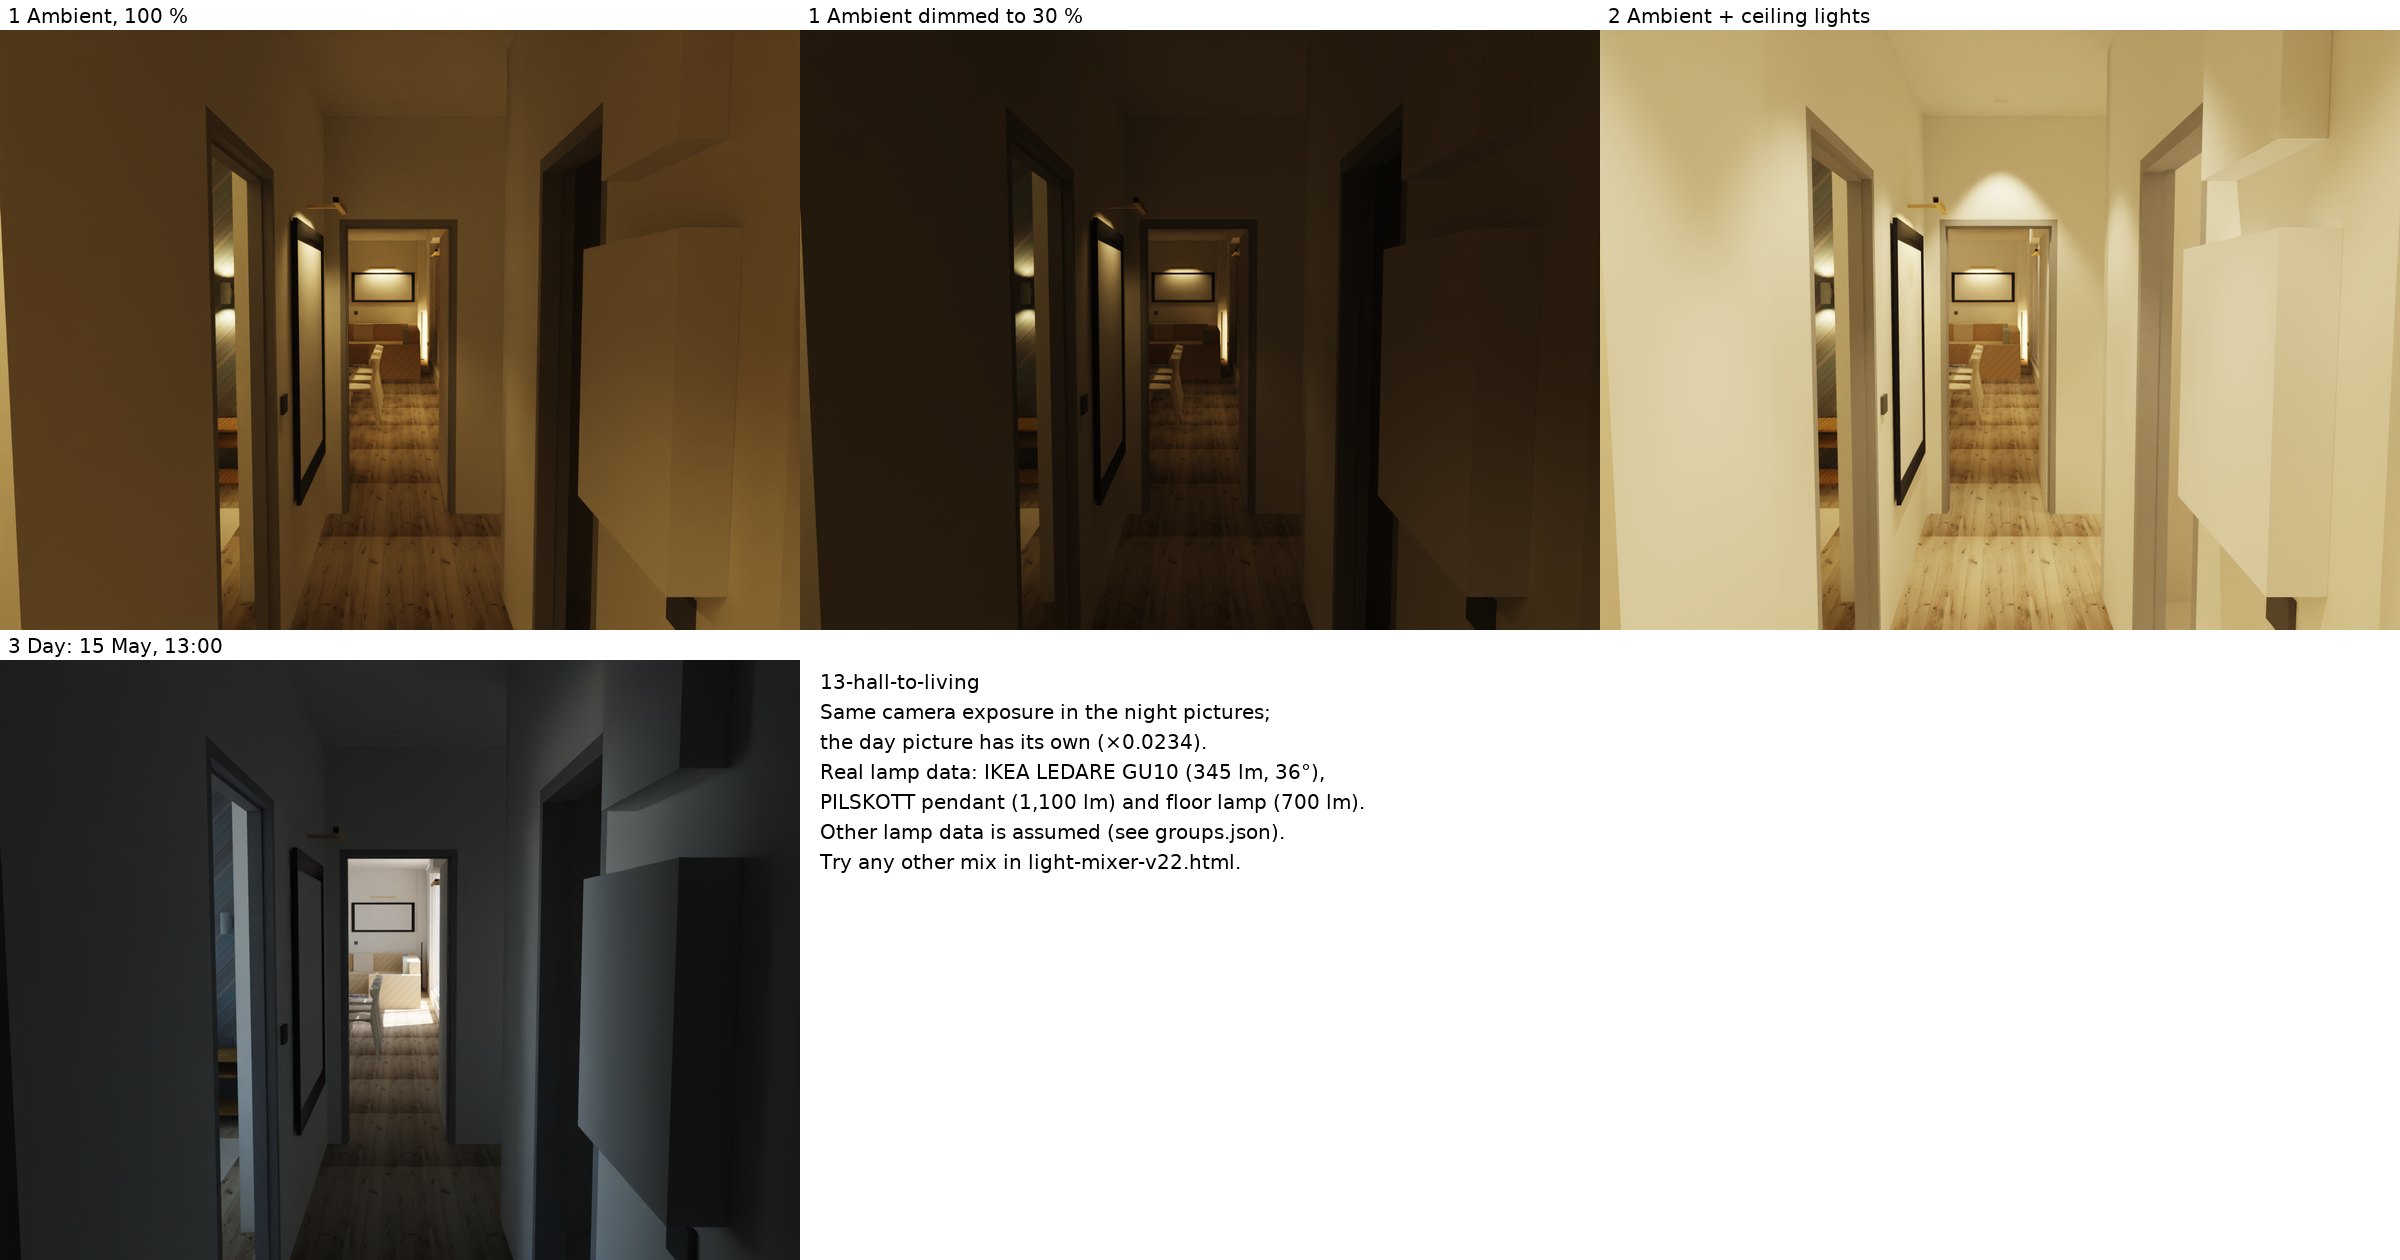 1 Ambient, 100 %
1 Ambient dimmed to 30 %
2 Ambient + ceiling lights
3 Day: 15 May, 13:00
13-hall-to-living
Same camera exposure in the night pictures;
the day picture has its own (×0.0234).
Real lamp data: IKEA LEDARE GU10 (345 lm, 36°),
PILSKOTT pendant (1,100 lm) and floor lamp (700 lm).
Other lamp data is assumed (see groups.json).
Try any other mix in light-mixer-v22.html.